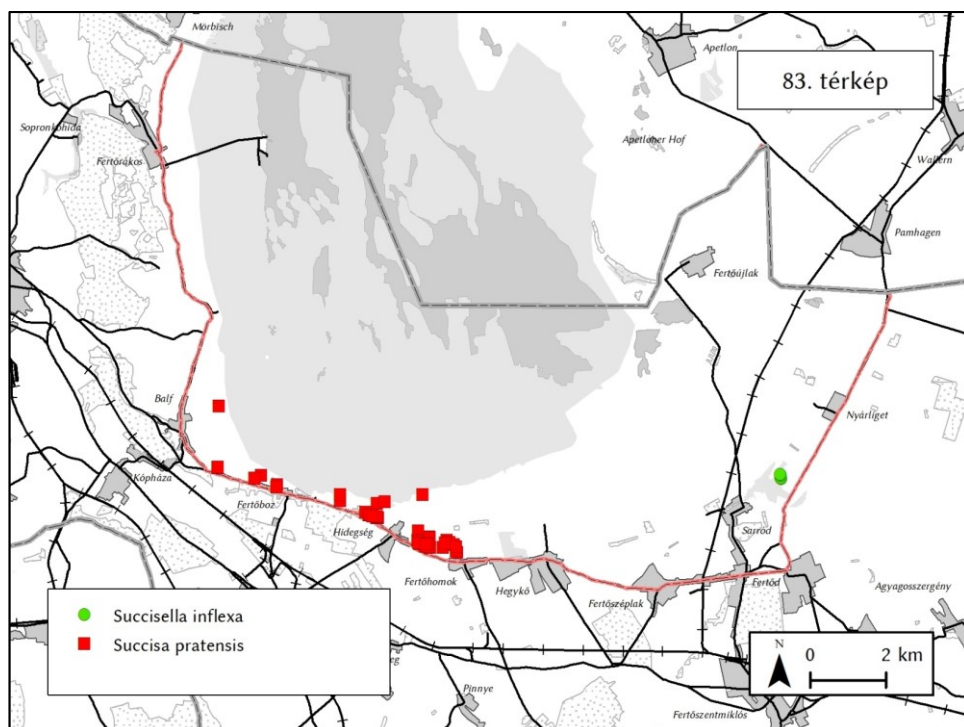 Mörbisch
Apetlon
83. térkép
Sopronkőhida
Fertőrákos
Apetloner Hof
Wallern
Pamhagen
Fertőújlak
Balf
Nyárliget
Kópháza
Fertőboz
Hidegség
Sarród
Fertőhomok
Hegykő
Fertőszéplak
Fertőd
Agyagosszergény
Succisella inflexa
Succisa pratensis
N
0 2 km
Pinnye
Fertőszentmiklós